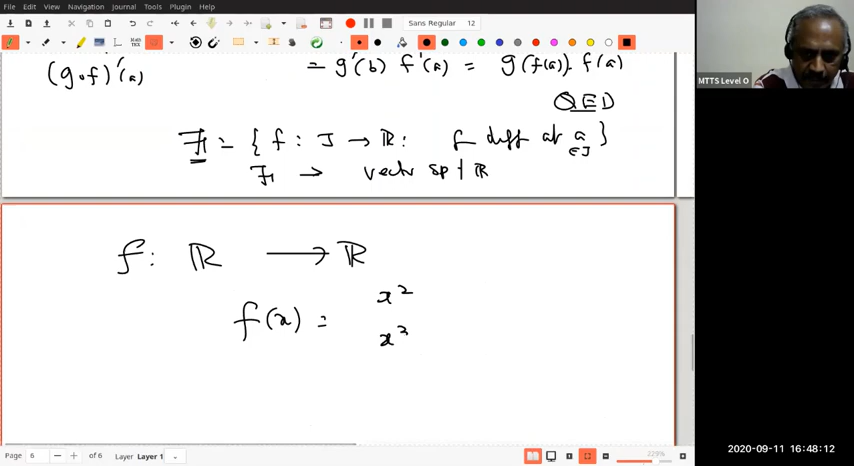 File Edit View Navigation Journal Tools Plugin Help
Sans Regular 12
(g∘f)'(a) = g'(b) f'(a) = g(f(a)). f(a)
QED
= { f : J → R : f diff at a ∈J }
→ vector sp / R
f : R → R
f(x) = x²
x³
Page 6 of 6 Layer Layer 1 229%
MTTS Level O
2020-09-11 16:48:12